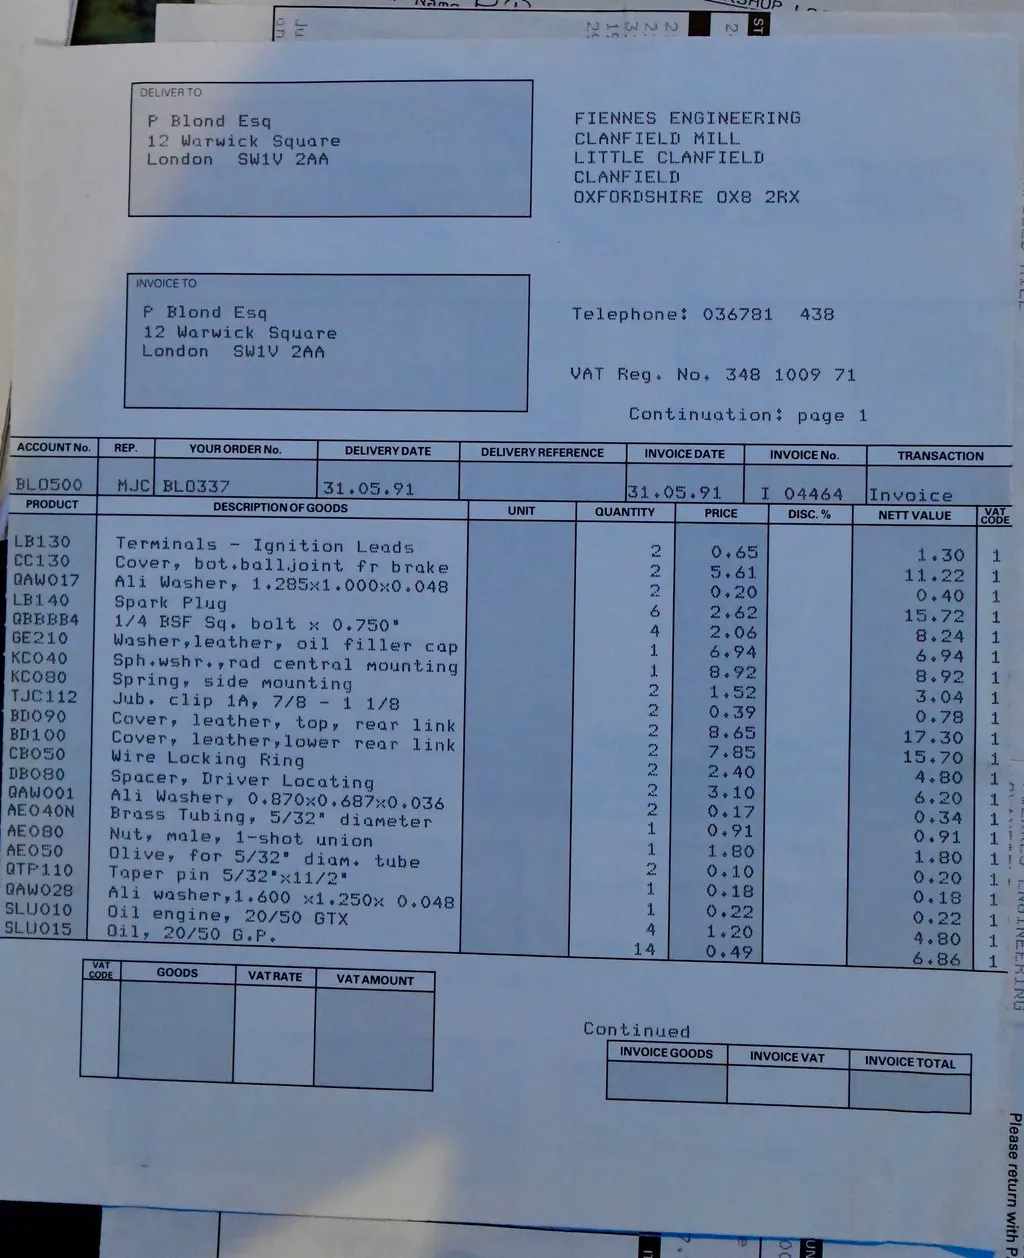 DELIVER TO
P Blond Esq
12 Warwick Square
London SW1V 2AA
FIENNES ENGINEERING
CLANFIELD MILL
LITTLE CLANFIELD
CLANFIELD
OXFORDSHIRE OX8 2RX
INVOICE TO
P Blond Esq
12 Warwick Square
London SW1V 2AA
Telephone: 036781 438
VAT Reg. No. 348 1009 71
Continuation: page 1
ACCOUNT No. REP. YOUR ORDER No. DELIVERY DATE DELIVERY REFERENCE INVOICE DATE INVOICE No. TRANSACTION
BL0500 MJC BL0337 31.05.91 31.05.91 I 04464 Invoice
PRODUCT DESCRIPTION OF GOODS UNIT QUANTITY PRICE DISC. % NETT VALUE VAT CODE
LB130 Terminals - Ignition Leads 2 0.65 1.30 1
CC130 Cover, bot.balljoint fr brake 2 5.61 11.22 1
QAW017 Ali Washer, 1.285x1.000x0.048 2 0.20 0.40 1
LB140 Spark Plug 6 2.62 15.72 1
QBBBB4 1/4 BSF Sq. bolt x 0.750" 4 2.06 8.24 1
GE210 Washer,leather, oil filler cap 1 6.94 6.94 1
KC040 Sph.wshr.,rad central mounting 1 8.92 8.92 1
KC080 Spring, side mounting 2 1.52 3.04 1
TJC112 Jub. clip 1A, 7/8 - 1 1/8 2 0.39 0.78 1
BD090 Cover, leather, top, rear link 2 8.65 17.30 1
BD100 Cover, leather,lower rear link 2 7.85 15.70 1
CB050 Wire Locking Ring 2 2.40 4.80 1
DB080 Spacer, Driver Locating 2 3.10 6.20 1
QAW001 Ali Washer, 0.870x0.687x0.036 2 0.17 0.34 1
AE040N Brass Tubing, 5/32" diameter 1 0.91 0.91 1
AE080 Nut, male, 1-shot union 1 1.80 1.80 1
AE050 Olive, for 5/32" diam. tube 2 0.10 0.20 1
QTP110 Taper pin 5/32"x11/2" 1 0.18 0.18 1
QAW028 Ali washer,1.600 x1.250x 0.048 1 0.22 0.22 1
SLU010 Oil engine, 20/50 GTX 4 1.20 4.80 1
SLU015 Oil, 20/50 G.P. 14 0.49 6.86 1
VAT CODE GOODS VAT RATE VAT AMOUNT
Continued
INVOICE GOODS INVOICE VAT INVOICE TOTAL
Please return with